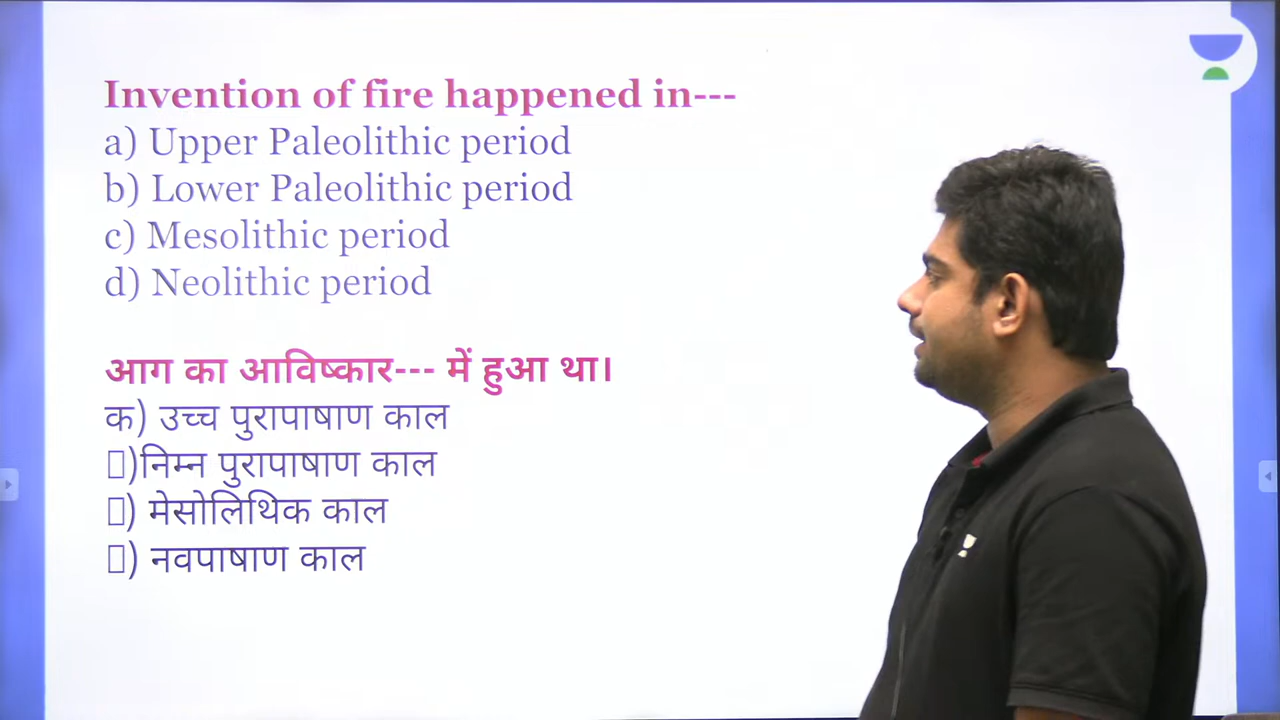 Invention of fire happened in---
a) Upper Paleolithic period
b) Lower Paleolithic period
c) Mesolithic period
d) Neolithic period
आग का आविष्कार--- में हुआ था।
क) उच्च पुरापाषाण काल
▯)निम्न पुरापाषाण काल
▯) मेसोलिथिक काल
▯) नवपाषाण काल